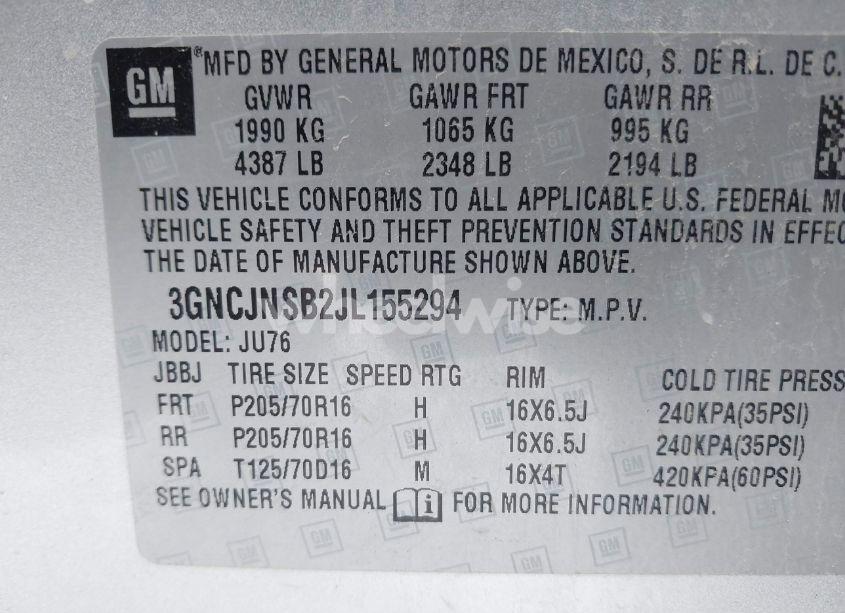 GM ® MFD BY GENERAL MOTORS DE MEXICO, S. DE R.L. DE C.
GVWR GAWR FRT GAWR RR
1990 KG 1065 KG 995 KG
4387 LB 2348 LB 2194 LB
THIS VEHICLE CONFORMS TO ALL APPLICABLE U.S. FEDERAL MO
VEHICLE SAFETY AND THEFT PREVENTION STANDARDS IN EFFEC
THE DATE OF MANUFACTURE SHOWN ABOVE.
3GNCJNSB2JL155294 TYPE: M.P.V.
wheelwise
MODEL: JU76
JBBJ TIRE SIZE SPEED RTG RIM COLD TIRE PRESS
FRT P205/70R16 H 16X6.5J 240KPA(35PSI)
RR P205/70R16 H 16X6.5J 240KPA(35PSI)
SPA T125/70D16 M 16X4T 420KPA(60PSI)
SEE OWNER'S MANUAL i FOR MORE INFORMATION.